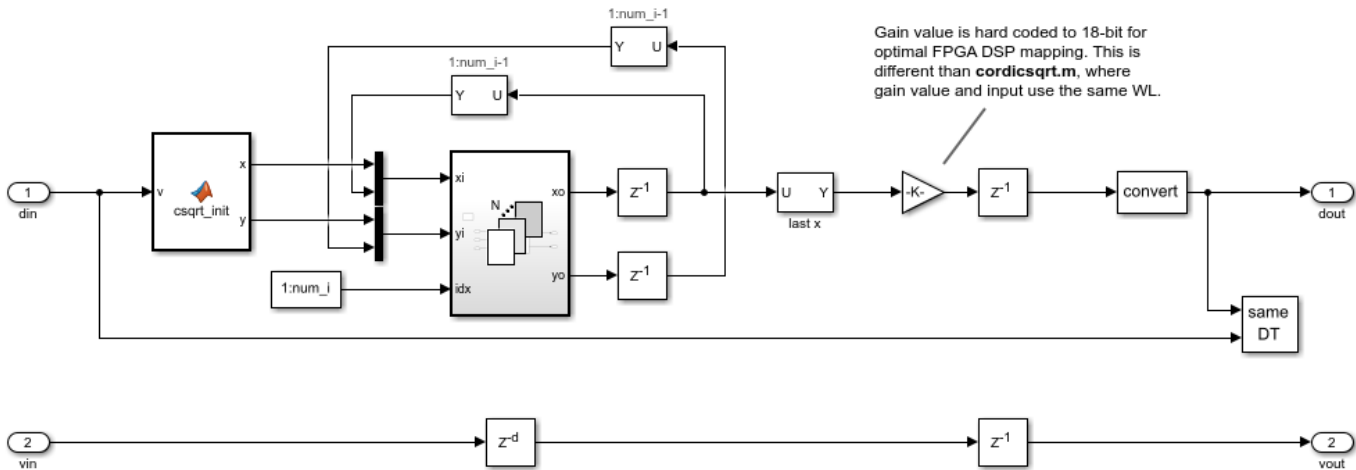 1:num_i-1
Y U
1:num_i-1
Y U
Gain value is hard coded to 18-bit for
optimal FPGA DSP mapping. This is
different than cordicsqrt.m, where
gain value and input use the same WL.
1
din
v
x
y
csqrt_init
1:num_i
xi
yi
idx
N
xo
yo
Z-1
Z-1
U Y
last x
-K-
Z-1
convert
1
dout
same
DT
2
vin
Z-d
Z-1
2
vout